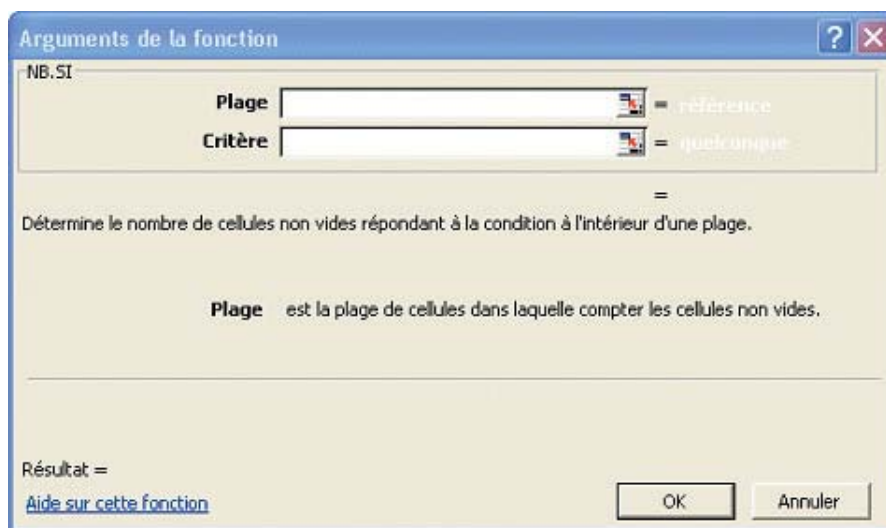 Arguments de la fonction
NB.SI
Plage = référence
Critère = quelconque
=
Détermine le nombre de cellules non vides répondant à la condition à l'intérieur d'une plage.
Plage est la plage de cellules dans laquelle compter les cellules non vides.
Résultat =
Aide sur cette fonction OK Annuler